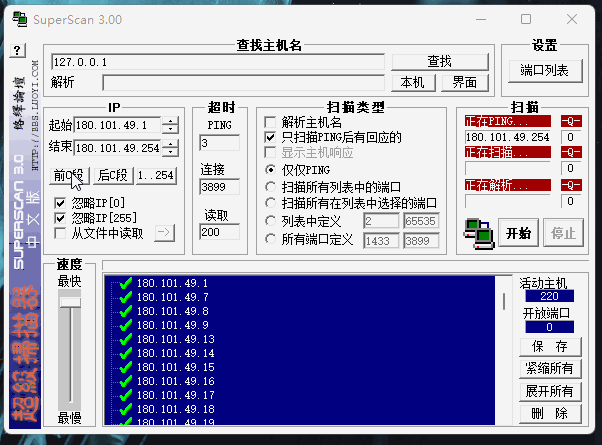 SuperScan 3.00
?
络绎论坛
HTTP://BBS.LUOYI.COM
SUPERSCAN 3.0
中文版
超级扫描器
查找主机名
127.0.0.1
查找
解析
本机
界面
设置
端口列表
IP
起始 180.101.49.1
结束 180.101.49.254
前C段
后C段
1..254
忽略IP[0]
忽略IP[255]
从文件中读取
->
超时
PING
3
连接
3899
读取
200
扫描类型
解析主机名
只扫描PING后有回应的
显示主机响应
仅仅PING
扫描所有列表中的端口
扫描所有在列表中选择的端口
列表中定义 2 65535
所有端口定义 1433 3899
扫描
正在PING... -Q-
180.101.49.254 0
正在扫描... -Q-
0
正在解析... -Q-
0
开始
停止
速度
最快
最慢
180.101.49.1
180.101.49.7
180.101.49.8
180.101.49.9
180.101.49.13
180.101.49.14
180.101.49.15
180.101.49.16
180.101.49.17
180.101.49.18
180.101.49.19
活动主机
220
开放端口
0
保 存
紧缩所有
展开所有
删 除